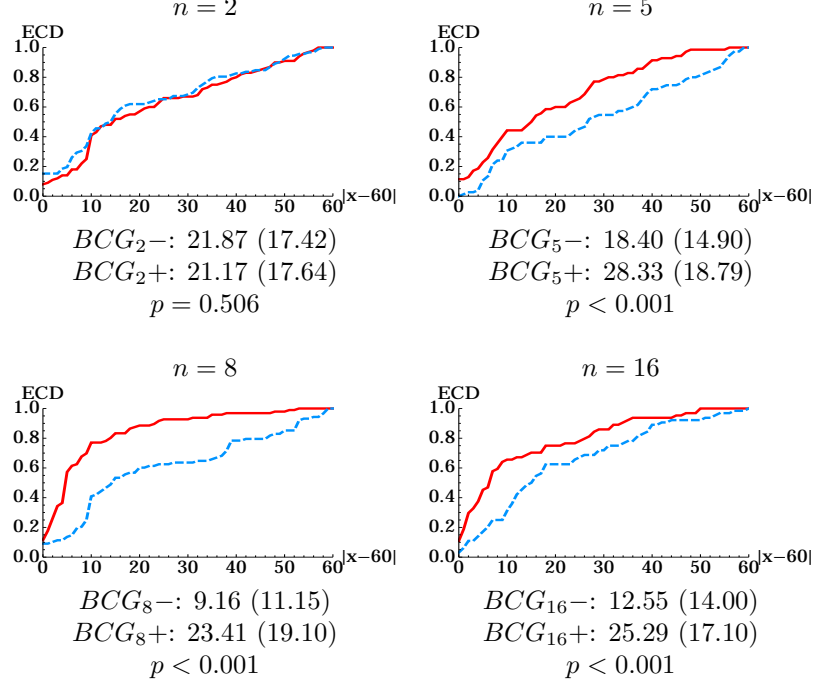 n = 2
ECD
1.0
0.8
0.6
0.4
0.2
0.0
0 10 20 30 40 50 60 |x−60|
BCG₂−: 21.87 (17.42)
BCG₂+: 21.17 (17.64)
p = 0.506
n = 5
ECD
1.0
0.8
0.6
0.4
0.2
0.0
0 10 20 30 40 50 60 |x−60|
BCG₅−: 18.40 (14.90)
BCG₅+: 28.33 (18.79)
p < 0.001
n = 8
ECD
1.0
0.8
0.6
0.4
0.2
0.0
0 10 20 30 40 50 60 |x−60|
BCG₈−: 9.16 (11.15)
BCG₈+: 23.41 (19.10)
p < 0.001
n = 16
ECD
1.0
0.8
0.6
0.4
0.2
0.0
0 10 20 30 40 50 60 |x−60|
BCG₁₆−: 12.55 (14.00)
BCG₁₆+: 25.29 (17.10)
p < 0.001